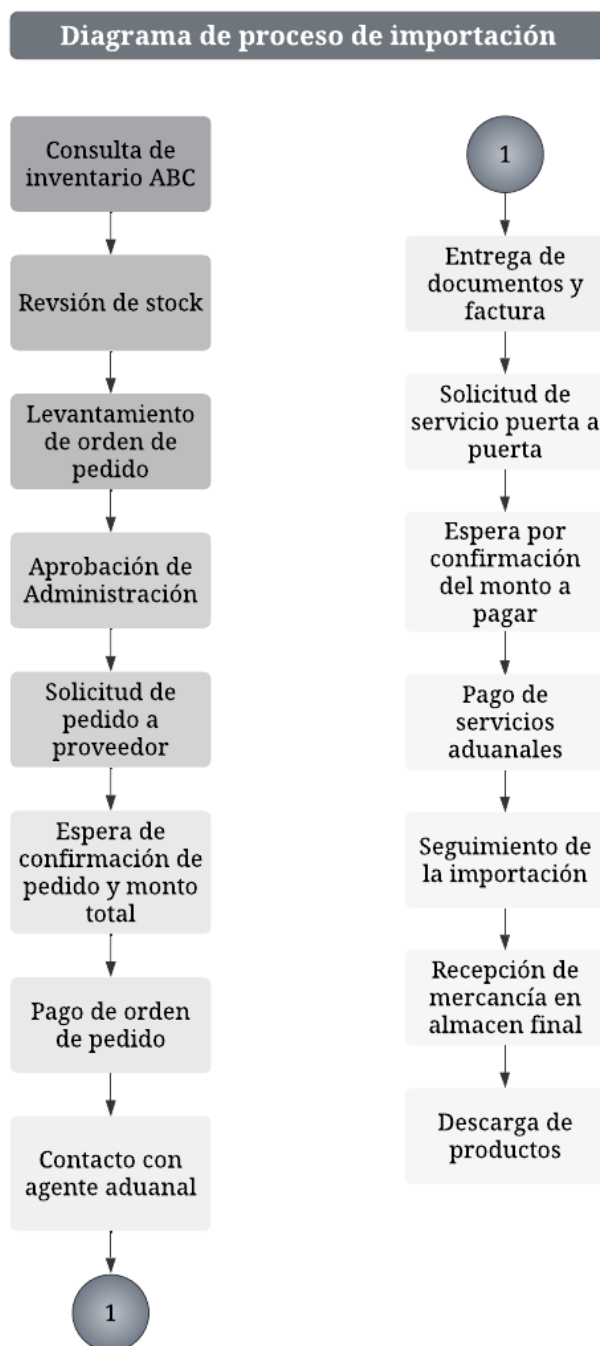 Diagrama de proceso de importación
Consulta de
inventario ABC
Revsión de stock
Levantamiento
de orden de
pedido
Aprobación de
Administración
Solicitud de
pedido a
proveedor
Espera de
confirmación de
pedido y monto
total
Pago de orden
de pedido
Contacto con
agente aduanal
1
1
Entrega de
documentos y
factura
Solicitud de
servicio puerta a
puerta
Espera por
confirmación
del monto a
pagar
Pago de
servicios
aduanales
Seguimiento de
la importación
Recepción de
mercancía en
almacen final
Descarga de
productos